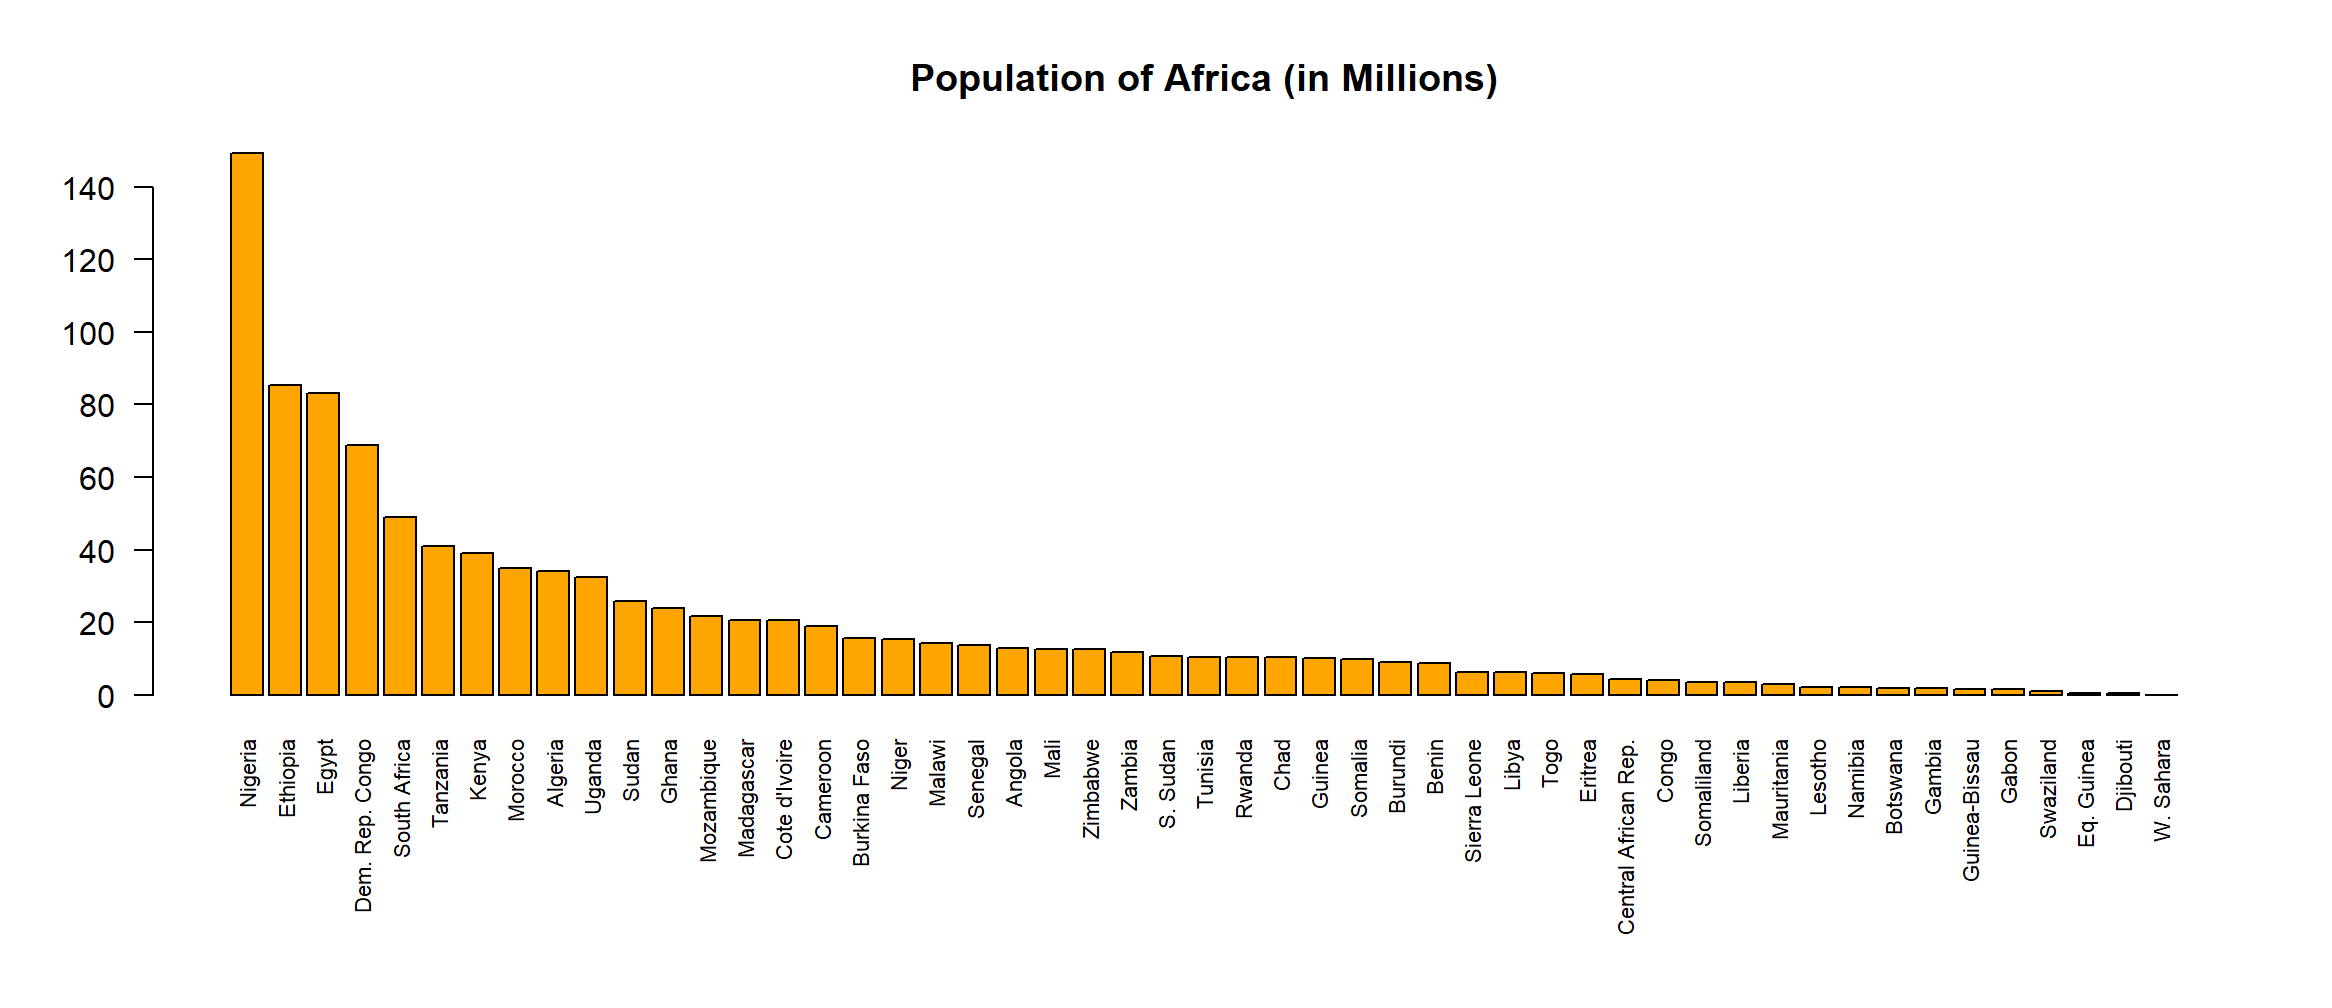 Population of Africa (in Millions)
140
120
100
80
60
40
20
0
Nigeria
Ethiopia
Egypt
Dem. Rep. Congo
South Africa
Tanzania
Kenya
Morocco
Algeria
Uganda
Sudan
Ghana
Mozambique
Madagascar
Cote d'Ivoire
Cameroon
Burkina Faso
Niger
Malawi
Senegal
Angola
Mali
Zimbabwe
Zambia
S. Sudan
Tunisia
Rwanda
Chad
Guinea
Somalia
Burundi
Benin
Sierra Leone
Libya
Togo
Eritrea
Central African Rep.
Congo
Somaliland
Liberia
Mauritania
Lesotho
Namibia
Botswana
Gambia
Guinea-Bissau
Gabon
Swaziland
Eq. Guinea
Djibouti
W. Sahara